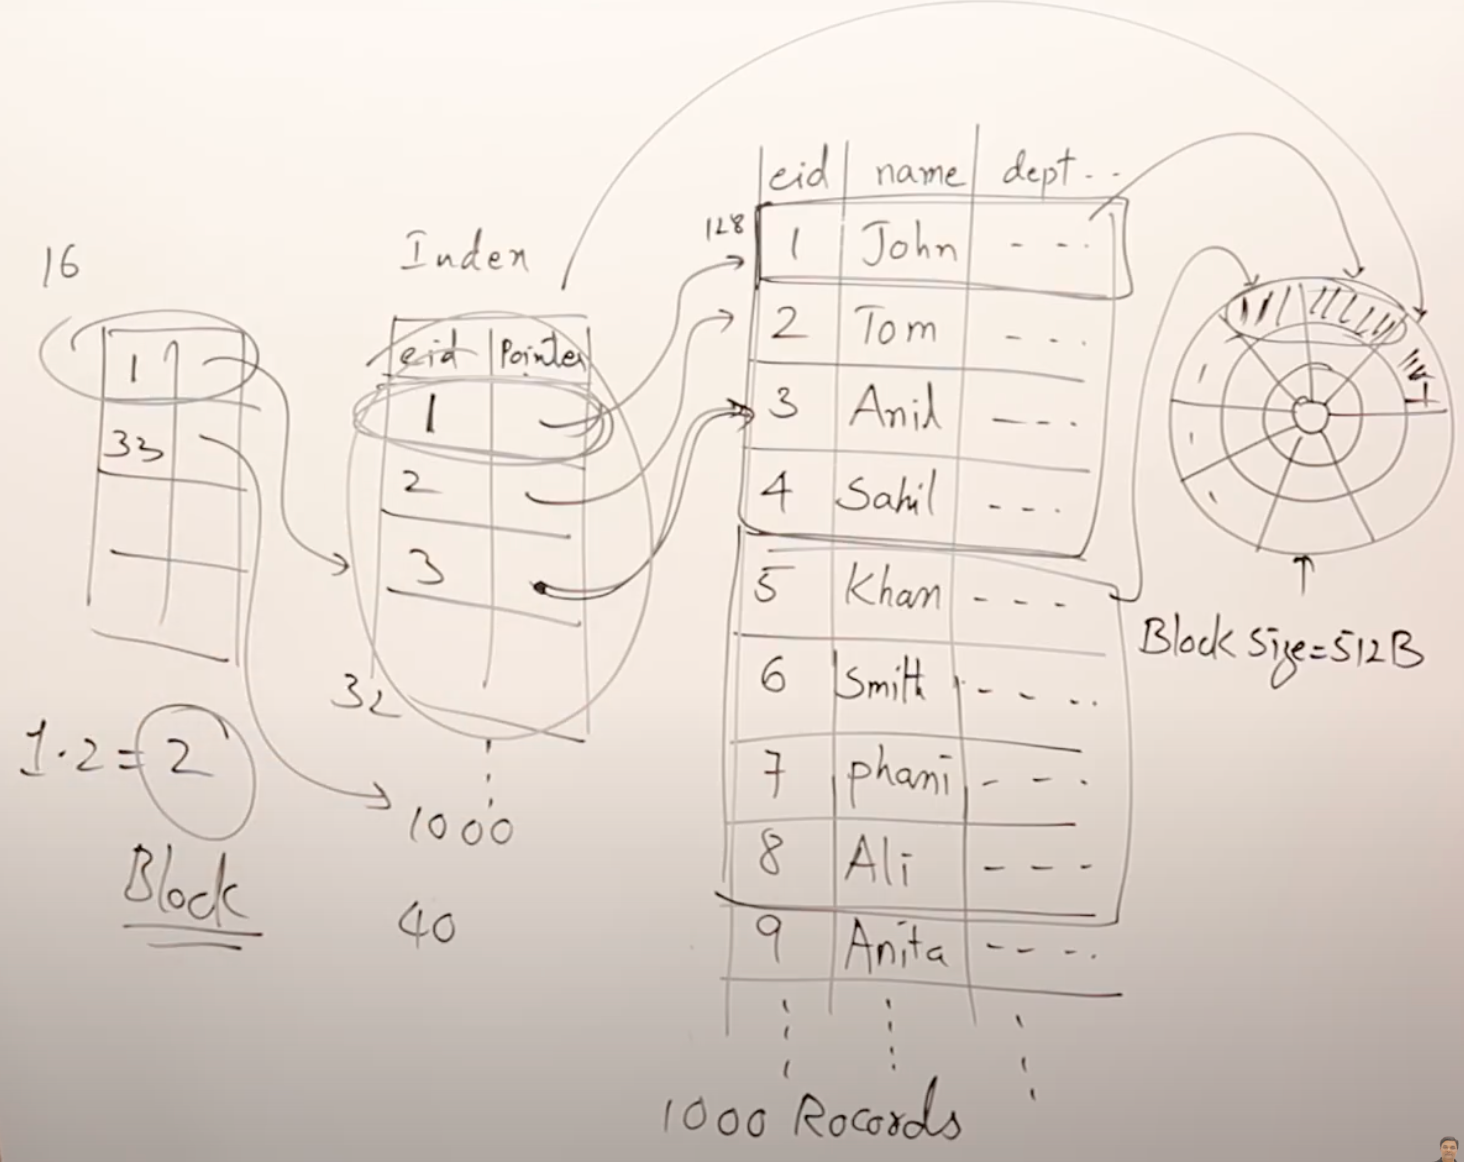 16
1
33
1.2 = 2
Block
Inden
eid Pointer
1
2
3
32
1000
40
128
eid name dept - -
1 John - - -
2 Tom - - -
3 Anil - - -
4 Sahil - - -
5 Khan - - -
6 Smith - - - -
7 phani - - -
8 Ali - - -
9 Anita - - - -
1000 Rocords
Block Size=512B